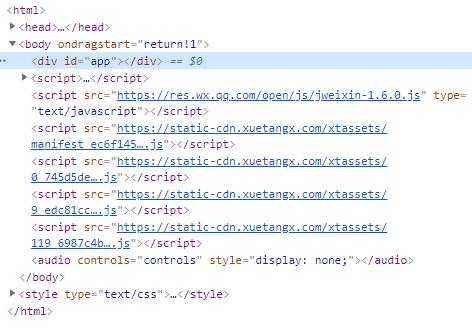 <html>
▶<head>…</head>
▼<body ondragstart="return!1">
… <div id="app"></div> == $0
▶<script>…</script>
<script src="https://res.wx.qq.com/open/js/jweixin-1.6.0.js" type=
"text/javascript"></script>
<script src="https://static-cdn.xuetangx.com/xtassets/
manifest_ec6f145….js"></script>
<script src="https://static-cdn.xuetangx.com/xtassets/
0_745d5de….js"></script>
<script src="https://static-cdn.xuetangx.com/xtassets/
9_edc81cc….js"></script>
<script src="https://static-cdn.xuetangx.com/xtassets/
119_6987c4b….js"></script>
<audio controls="controls" style="display: none;"></audio>
</body>
▶<style type="text/css">…</style>
</html>